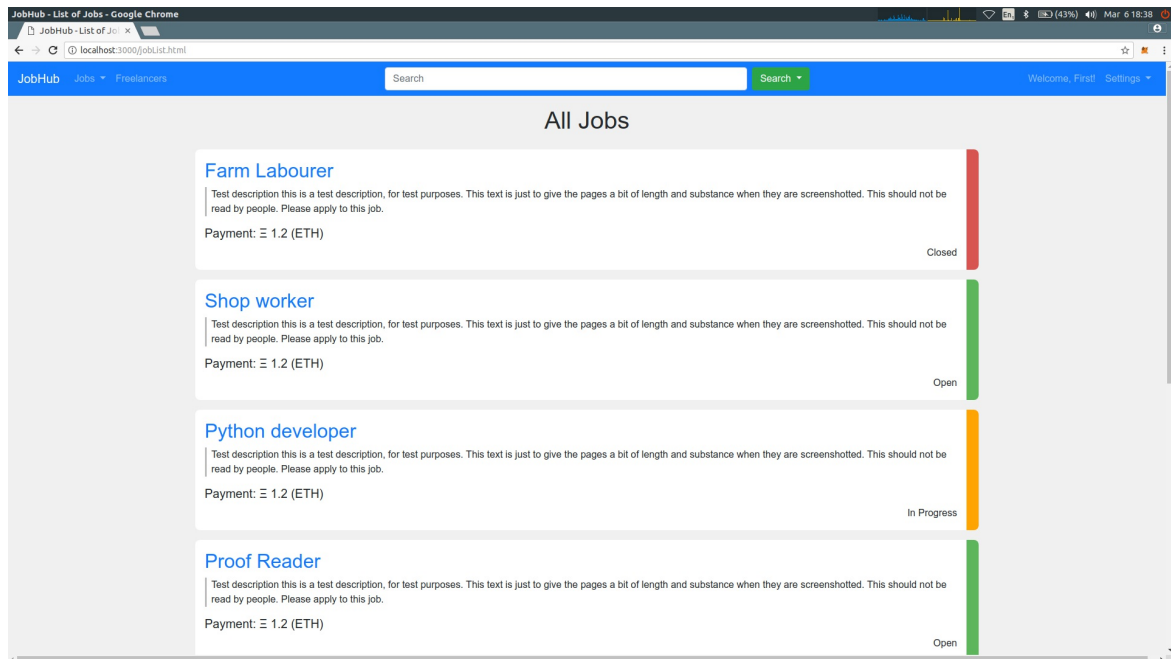 JobHub - List of Jobs - Google Chrome
En,
(43%)
Mar 6 18:38
JobHub - List of Jo
localhost:3000/jobList.html
JobHub Jobs Freelancers
Search
Search
Welcome, First! Settings
All Jobs
Farm Labourer
Test description this is a test description, for test purposes. This text is just to give the pages a bit of length and substance when they are screenshotted. This should not be
read by people. Please apply to this job.
Payment: Ξ 1.2 (ETH)
Closed
Shop worker
Test description this is a test description, for test purposes. This text is just to give the pages a bit of length and substance when they are screenshotted. This should not be
read by people. Please apply to this job.
Payment: Ξ 1.2 (ETH)
Open
Python developer
Test description this is a test description, for test purposes. This text is just to give the pages a bit of length and substance when they are screenshotted. This should not be
read by people. Please apply to this job.
Payment: Ξ 1.2 (ETH)
In Progress
Proof Reader
Test description this is a test description, for test purposes. This text is just to give the pages a bit of length and substance when they are screenshotted. This should not be
read by people. Please apply to this job.
Payment: Ξ 1.2 (ETH)
Open